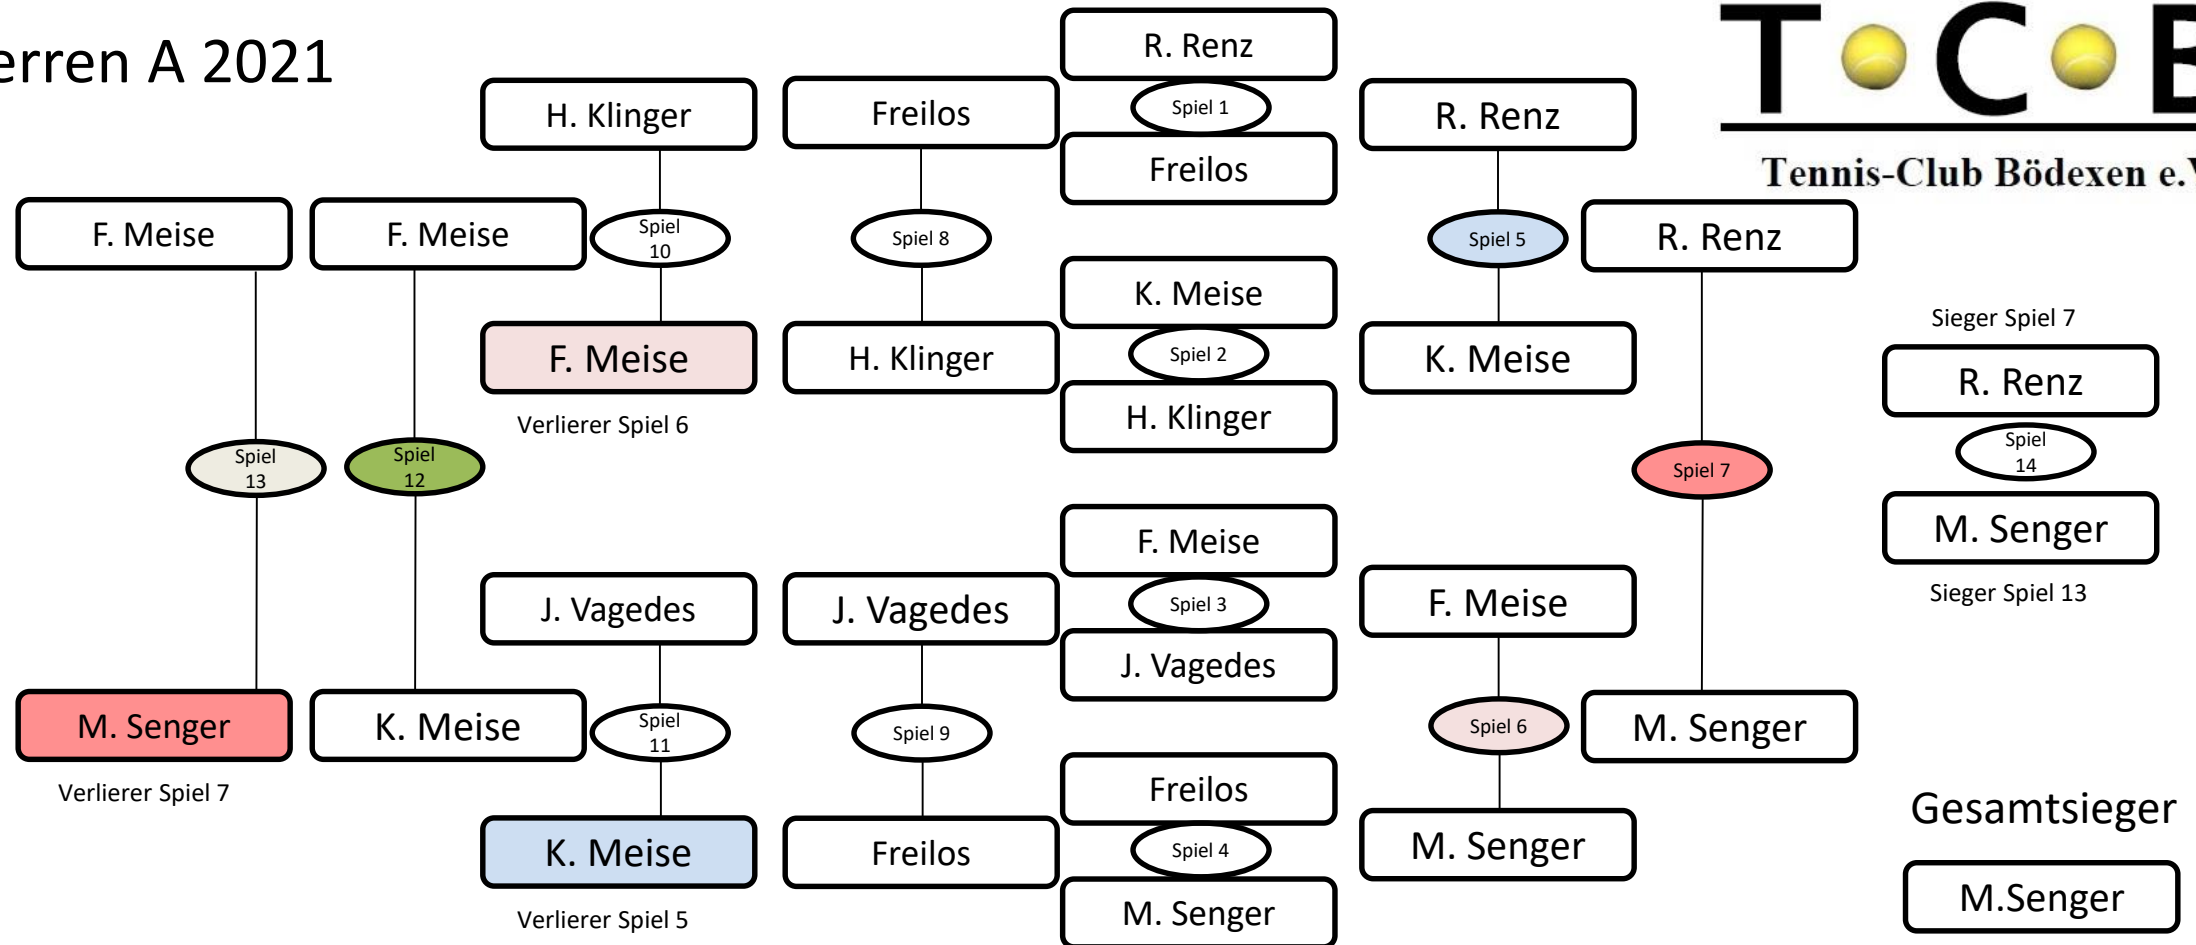 erren A 2021
T C B
Tennis-Club Bödexen e.V
F. Meise
Spiel
13
M. Senger
Verlierer Spiel 7
F. Meise
Spiel
12
K. Meise
H. Klinger
Spiel
10
F. Meise
Verlierer Spiel 6
J. Vagedes
Spiel
11
K. Meise
Verlierer Spiel 5
Freilos
Spiel 8
H. Klinger
J. Vagedes
Spiel 9
Freilos
R. Renz
Spiel 1
Freilos
K. Meise
Spiel 2
H. Klinger
F. Meise
Spiel 3
J. Vagedes
Freilos
Spiel 4
M. Senger
R. Renz
Spiel 5
K. Meise
F. Meise
Spiel 6
M. Senger
R. Renz
Spiel 7
M. Senger
Sieger Spiel 7
R. Renz
Spiel
14
M. Senger
Sieger Spiel 13
Gesamtsieger
M.Senger